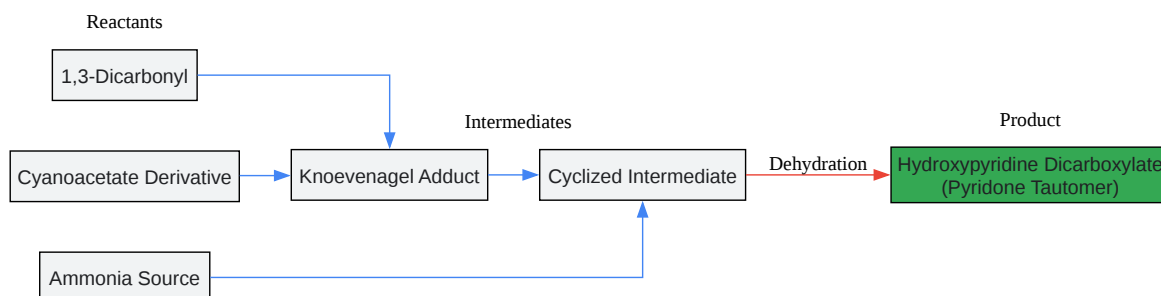 Reactants
1,3-Dicarbonyl
Intermediates
Product
Cyanoacetate Derivative
Knoevenagel Adduct
Cyclized Intermediate
Dehydration
Hydroxypyridine Dicarboxylate
(Pyridone Tautomer)
Ammonia Source